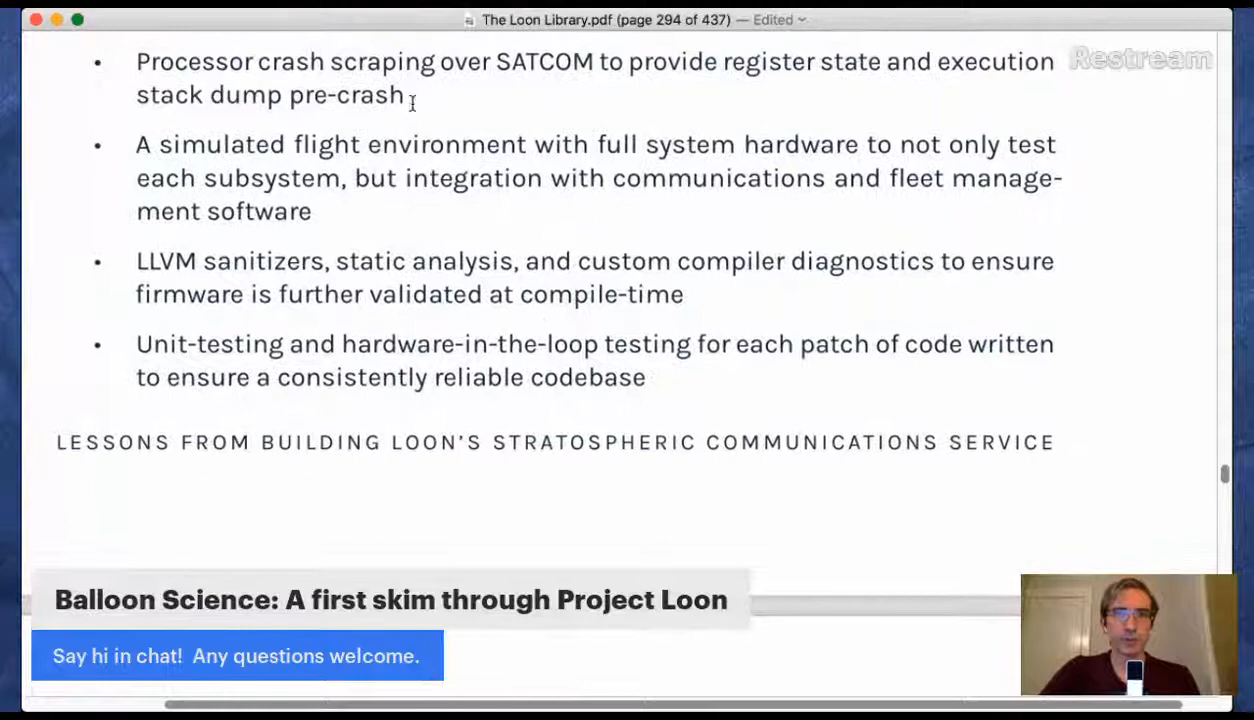 The Loon Library.pdf (page 294 of 437) — Edited
Restream
• Processor crash scraping over SATCOM to provide register state and execution
stack dump pre-crash
• A simulated flight environment with full system hardware to not only test
each subsystem, but integration with communications and fleet manage-
ment software
• LLVM sanitizers, static analysis, and custom compiler diagnostics to ensure
firmware is further validated at compile-time
• Unit-testing and hardware-in-the-loop testing for each patch of code written
to ensure a consistently reliable codebase
LESSONS FROM BUILDING LOON’S STRATOSPHERIC COMMUNICATIONS SERVICE
Balloon Science: A first skim through Project Loon
Say hi in chat! Any questions welcome.